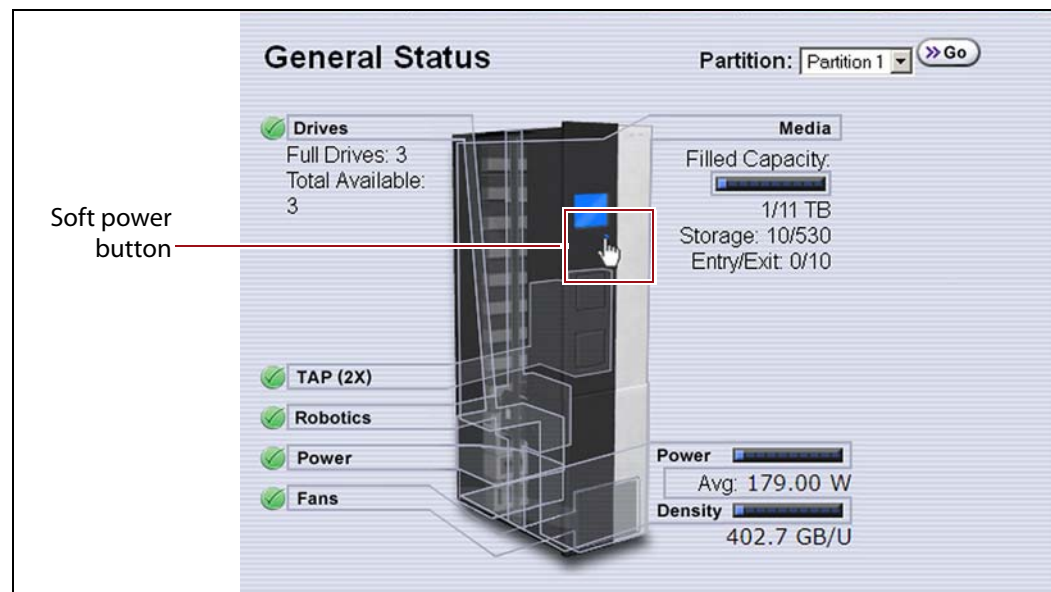 General Status
Partition: Partition 1 >> Go
Drives
Full Drives: 3
Total Available:
3
Media
Filled Capacity:
1/11 TB
Storage: 10/530
Entry/Exit: 0/10
Soft power
button
TAP (2X)
Robotics
Power
Fans
Power
Avg: 179.00 W
Density
402.7 GB/U